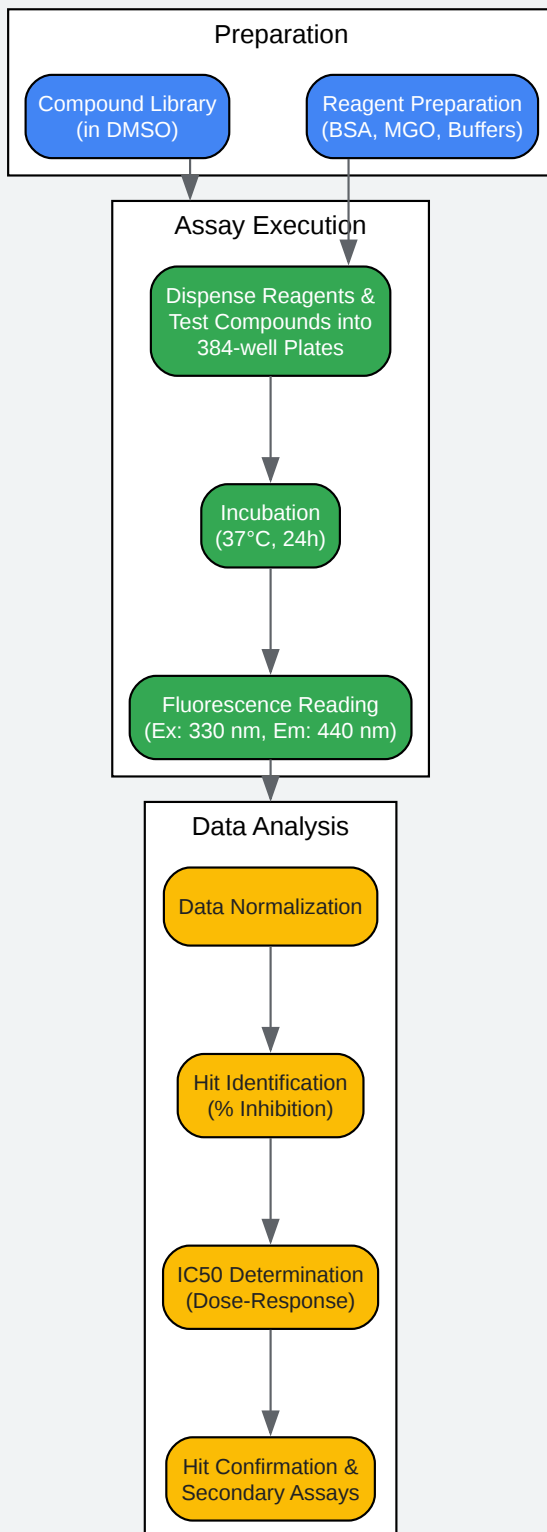 Preparation
Compound Library
(in DMSO)
Reagent Preparation
(BSA, MGO, Buffers)
Assay Execution
Dispense Reagents &
Test Compounds into
384-well Plates
Incubation
(37°C, 24h)
Fluorescence Reading
(Ex: 330 nm, Em: 440 nm)
Data Analysis
Data Normalization
Hit Identification
(% Inhibition)
IC50 Determination
(Dose-Response)
Hit Confirmation &
Secondary Assays